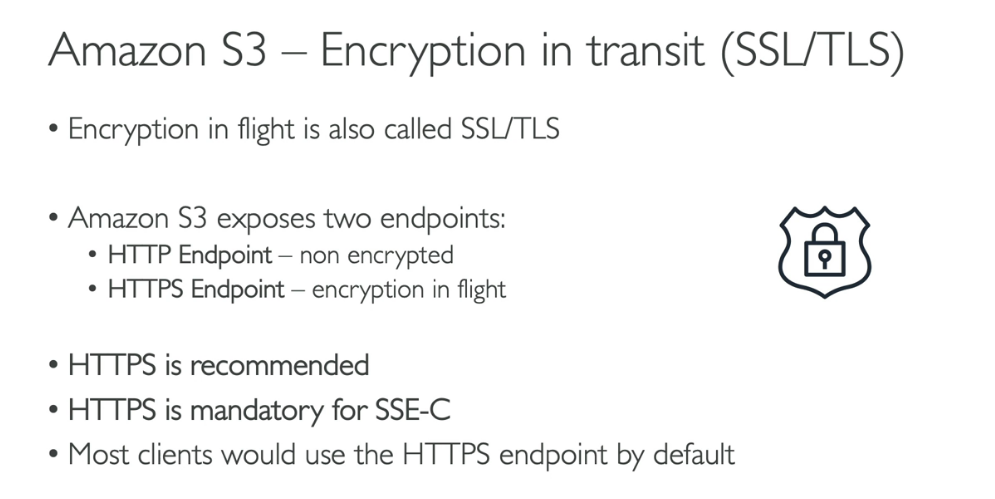 Amazon S3 – Encryption in transit (SSL/TLS)
• Encryption in flight is also called SSL/TLS
• Amazon S3 exposes two endpoints:
• HTTP Endpoint – non encrypted
• HTTPS Endpoint – encryption in flight
• HTTPS is recommended
• HTTPS is mandatory for SSE-C
• Most clients would use the HTTPS endpoint by default